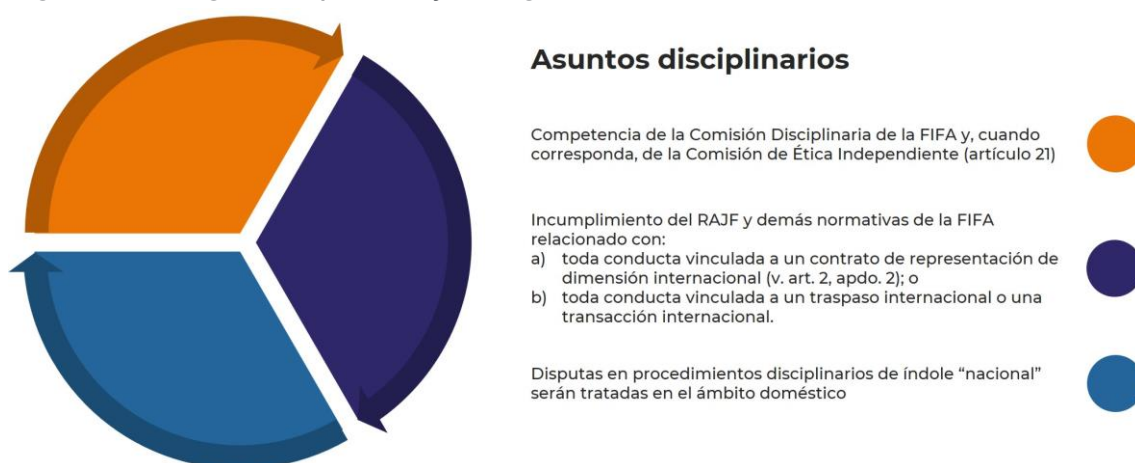 Asuntos disciplinarios
Competencia de la Comisión Disciplinaria de la FIFA y, cuando
corresponda, de la Comisión de Ética Independiente (artículo 21)
Incumplimiento del RAJF y demás normativas de la FIFA
relacionado con:
a) toda conducta vinculada a un contrato de representación de
dimensión internacional (v. art. 2, apdo. 2); o
b) toda conducta vinculada a un traspaso internacional o una
transacción internacional.
Disputas en procedimientos disciplinarios de índole “nacional”
serán tratadas en el ámbito doméstico